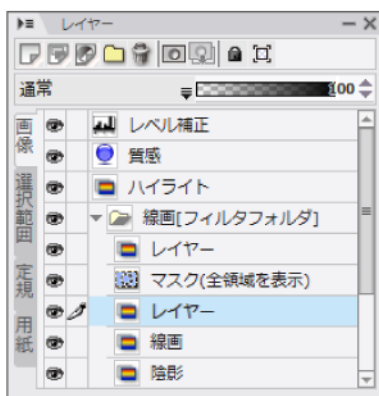 レイヤー
通常 100
画像
選択範囲
定規
用紙
レベル補正
質感
ハイライト
線画[フィルタフォルダ]
レイヤー
マスク(全領域を表示)
レイヤー
線画
陰影